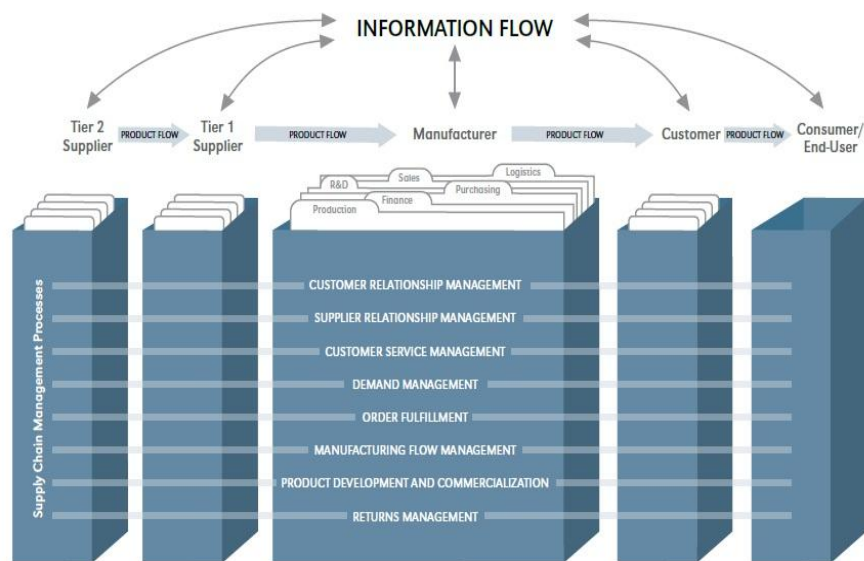 INFORMATION FLOW
Tier 2
Supplier
PRODUCT FLOW
Tier 1
Supplier
PRODUCT FLOW
Manufacturer
PRODUCT FLOW
Customer
PRODUCT FLOW
Consumer/
End-User
Logistics
Sales
R&D
Purchasing
Finance
Production
Supply Chain Management Processes
CUSTOMER RELATIONSHIP MANAGEMENT
SUPPLIER RELATIONSHIP MANAGEMENT
CUSTOMER SERVICE MANAGEMENT
DEMAND MANAGEMENT
ORDER FULFILLMENT
MANUFACTURING FLOW MANAGEMENT
PRODUCT DEVELOPMENT AND COMMERCIALIZATION
RETURNS MANAGEMENT